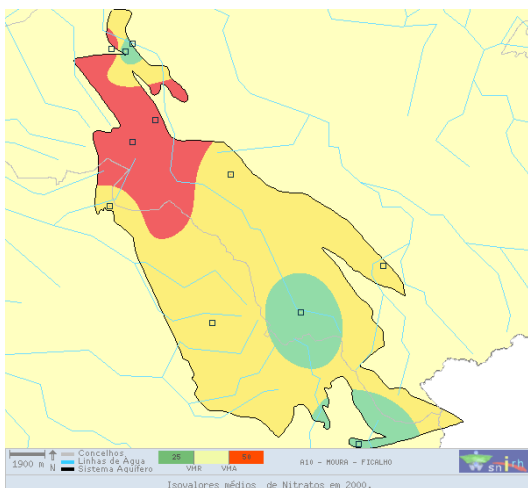 1900 m
N
Concelhos
Linhas de Agua
Sistema Aquífero
25
50
VMR
VMA
A10 - MOURA - FICALHO
snirh
Isovalores médios de Nitratos em 2000.